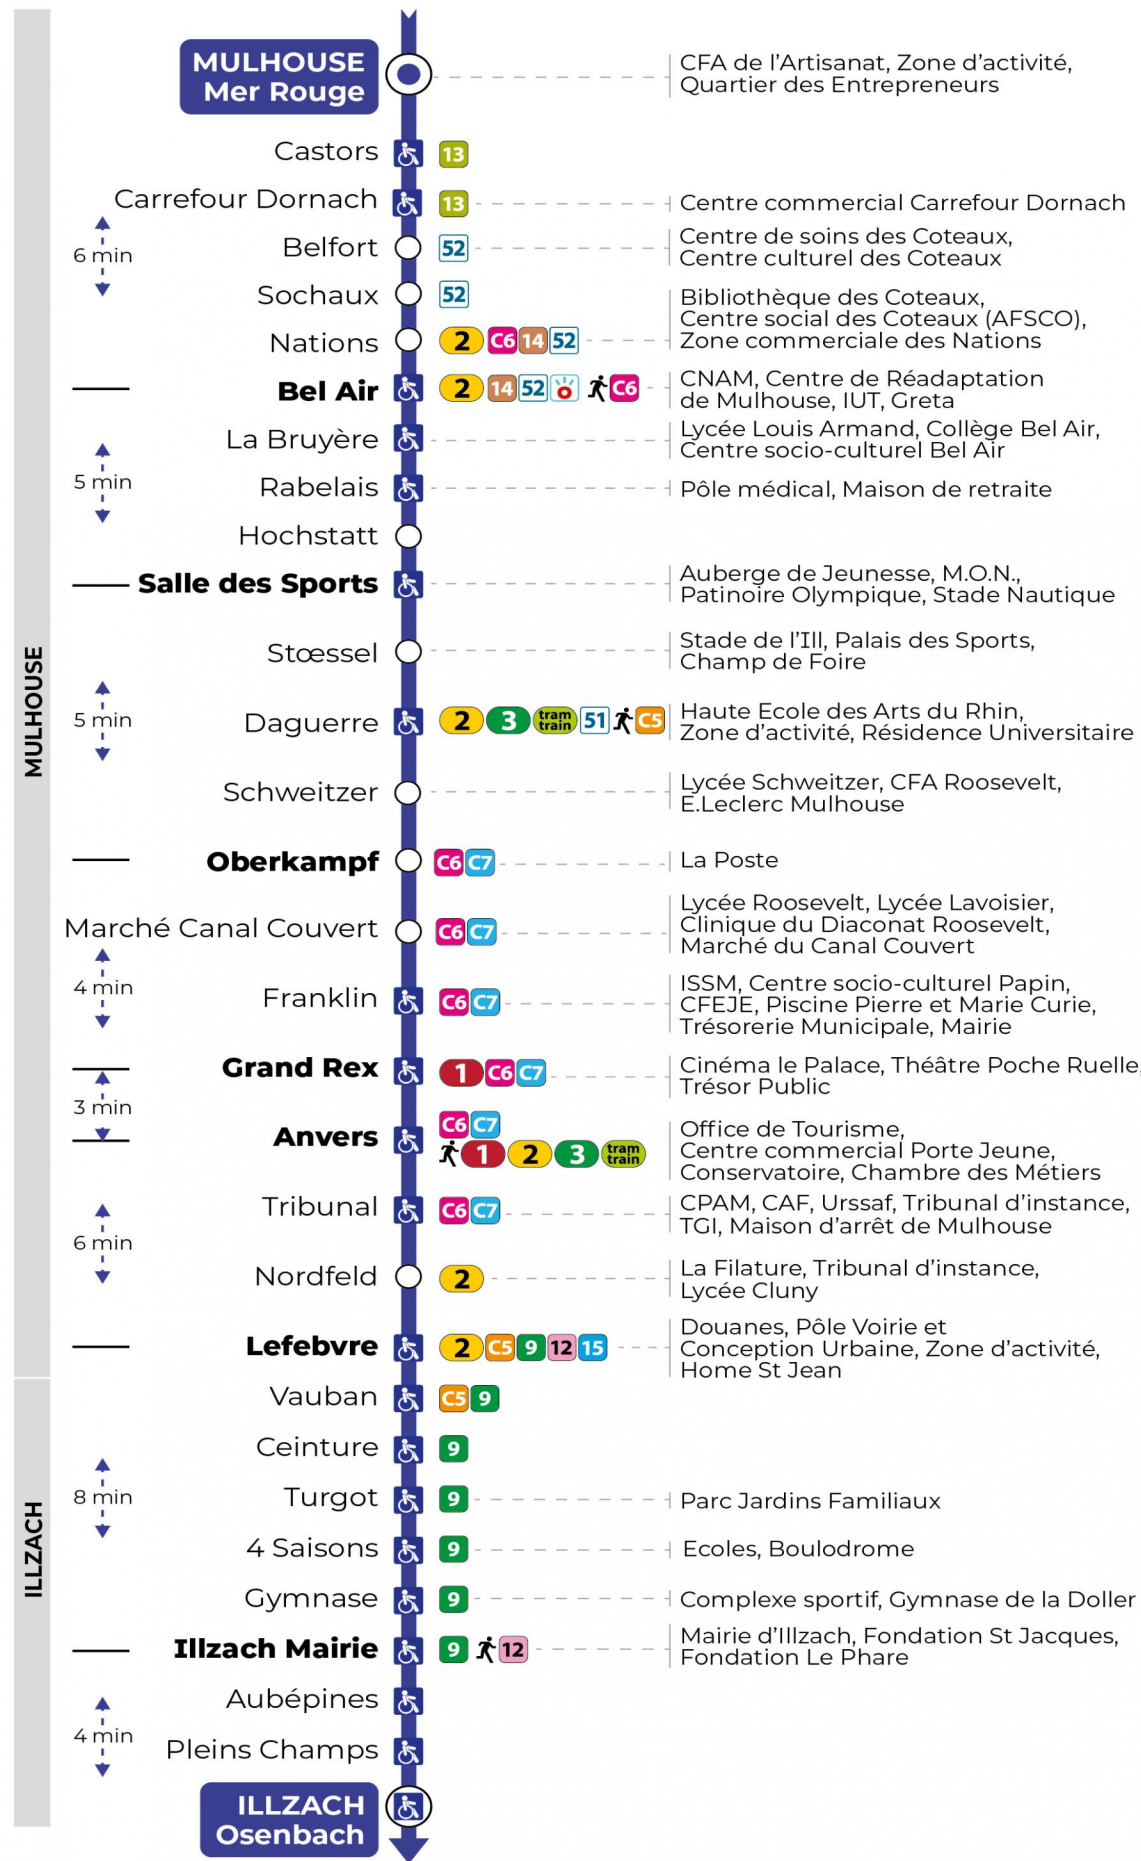 MULHOUSE
Mer Rouge
CFA de l'Artisanat, Zone d'activité,
Quartier des Entrepreneurs
Castors
13
Carrefour Dornach
13
Centre commercial Carrefour Dornach
6 min
Belfort
52
Centre de soins des Coteaux,
Centre culturel des Coteaux
Sochaux
52
Nations
2 C6 14 52
Bibliothèque des Coteaux,
Centre social des Coteaux (AFSCO),
Zone commerciale des Nations
Bel Air
2 14 52 C6
CNAM, Centre de Réadaptation
de Mulhouse, IUT, Greta
La Bruyère
Lycée Louis Armand, Collège Bel Air,
Centre socio-culturel Bel Air
5 min
Rabelais
Pôle médical, Maison de retraite
Hochstatt
Salle des Sports
Auberge de Jeunesse, M.O.N.,
Patinoire Olympique, Stade Nautique
MULHOUSE
Stœssel
Stade de l'Ill, Palais des Sports,
Champ de Foire
5 min
Daguerre
2 3 tram train 51 C5
Haute Ecole des Arts du Rhin,
Zone d'activité, Résidence Universitaire
Schweitzer
Lycée Schweitzer, CFA Roosevelt,
E.Leclerc Mulhouse
Oberkampf
C6 C7
La Poste
Marché Canal Couvert
C6 C7
Lycée Roosevelt, Lycée Lavoisier,
Clinique du Diaconat Roosevelt,
Marché du Canal Couvert
4 min
Franklin
C6 C7
ISSM, Centre socio-culturel Papin,
CFEJE, Piscine Pierre et Marie Curie,
Trésorerie Municipale, Mairie
Grand Rex
1 C6 C7
Cinéma le Palace, Théâtre Poche Ruelle,
Trésor Public
3 min
Anvers
C6 C7
1 2 3 tram train
Office de Tourisme,
Centre commercial Porte Jeune,
Conservatoire, Chambre des Métiers
Tribunal
C6 C7
CPAM, CAF, Urssaf, Tribunal d'instance,
TGI, Maison d'arrêt de Mulhouse
6 min
Nordfeld
2
La Filature, Tribunal d'instance,
Lycée Cluny
Lefebvre
2 C5 9 12 15
Douanes, Pôle Voirie et
Conception Urbaine, Zone d'activité,
Home St Jean
Vauban
C5 9
Ceinture
9
8 min
Turgot
9
Parc Jardins Familiaux
ILLZACH
4 Saisons
9
Ecoles, Boulodrome
Gymnase
9
Complexe sportif, Gymnase de la Doller
Illzach Mairie
9 12
Mairie d'Illzach, Fondation St Jacques,
Fondation Le Phare
Aubépines
4 min
Pleins Champs
ILLZACH
Osenbach